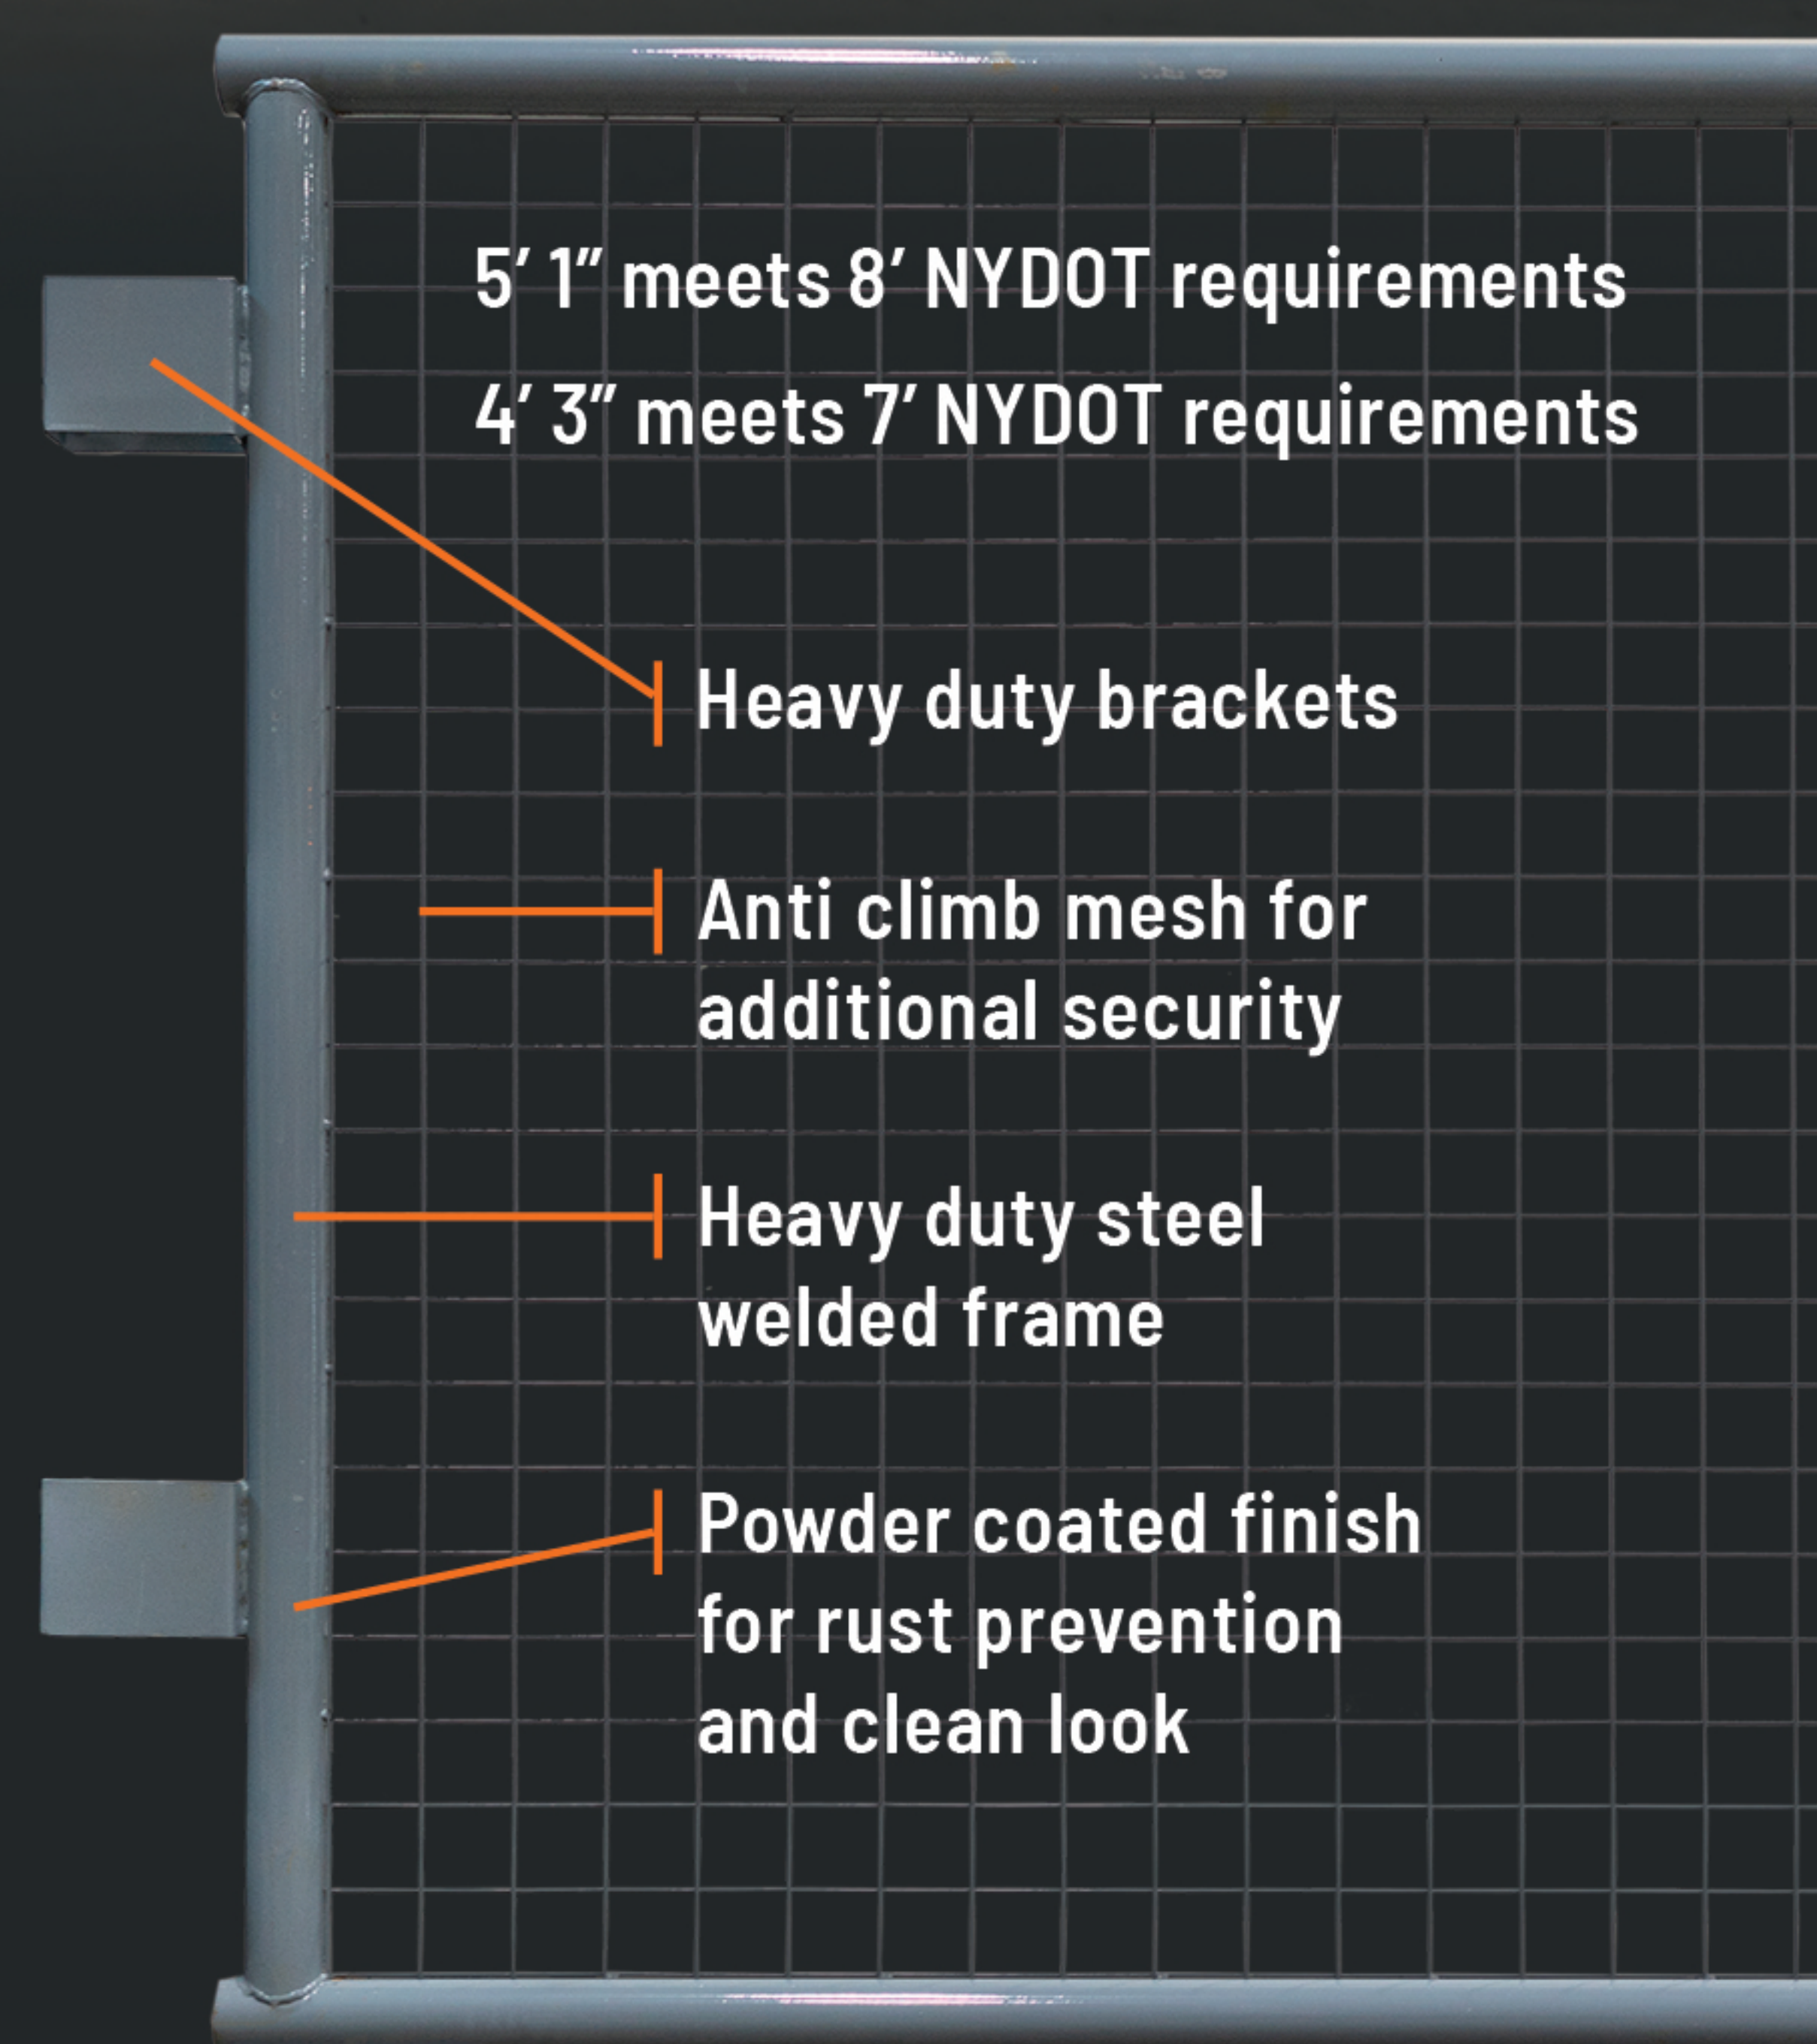 5′ 1″ meets 8′ NYDOT requirements
4′ 3″ meets 7′ NYDOT requirements
Heavy duty brackets
Anti climb mesh for
additional security
Heavy duty steel
welded frame
Powder coated finish
for rust prevention
and clean look